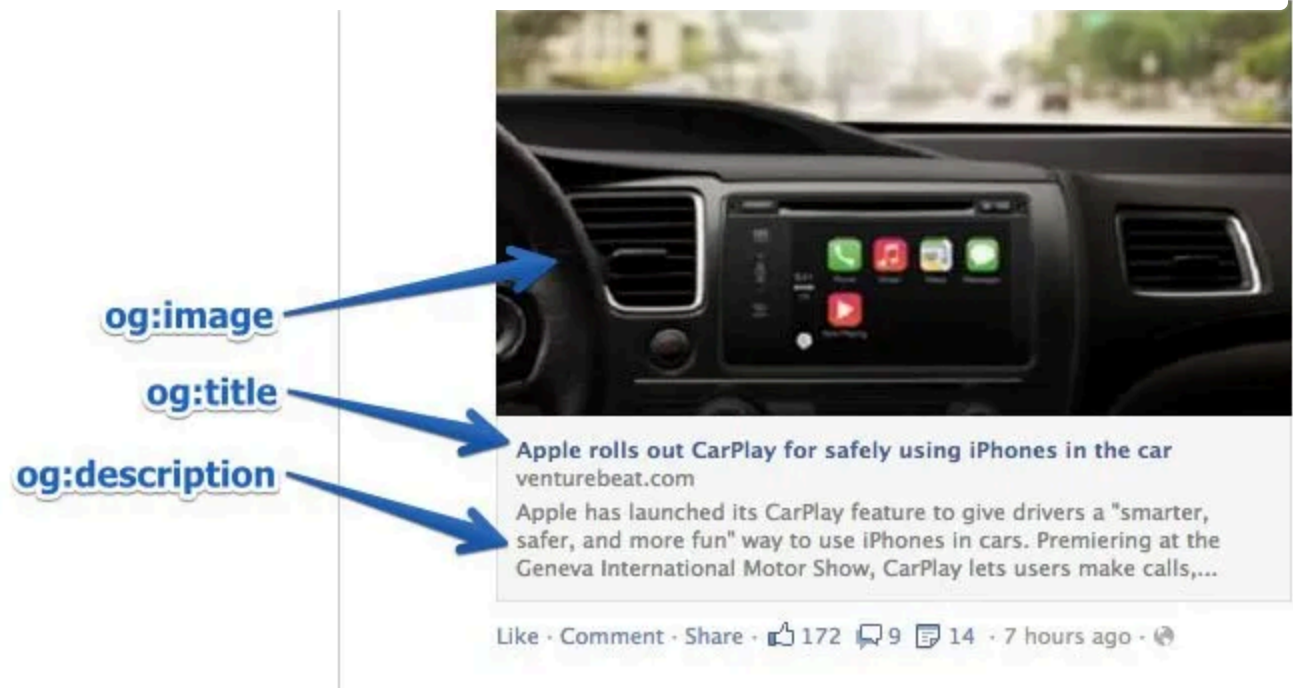 og:image
og:title
og:description
Apple rolls out CarPlay for safely using iPhones in the car
venturebeat.com
Apple has launched its CarPlay feature to give drivers a "smarter,
safer, and more fun" way to use iPhones in cars. Premiering at the
Geneva International Motor Show, CarPlay lets users make calls,...
Like · Comment · Share · 172 9 14 · 7 hours ago ·